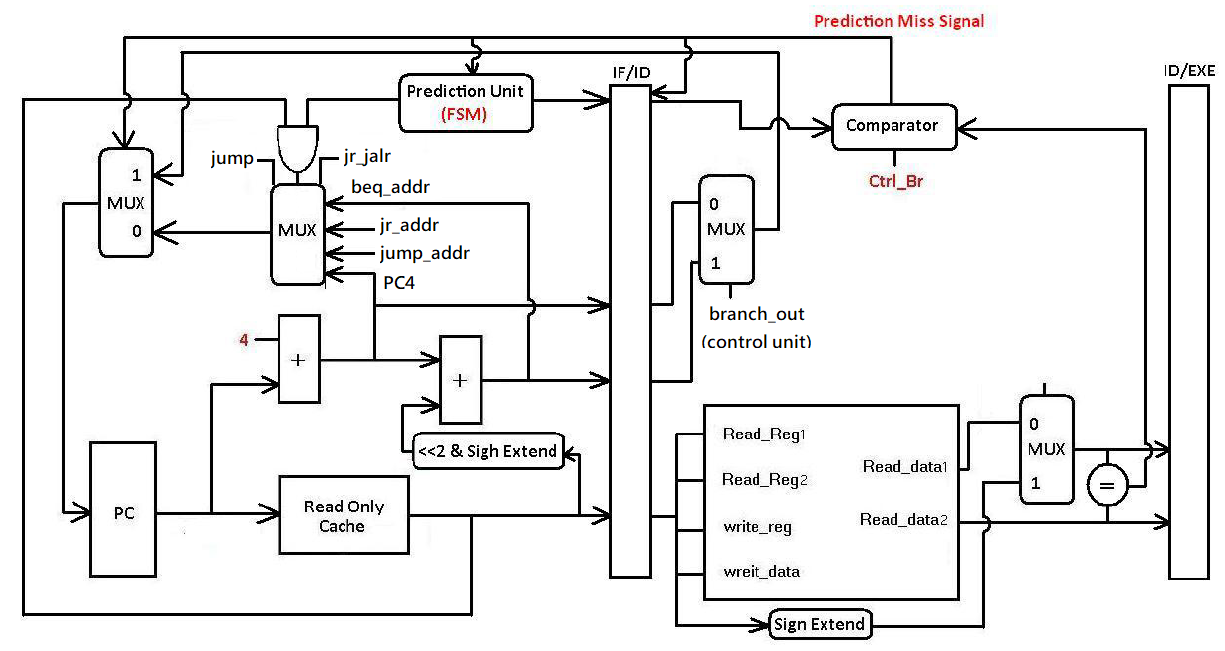 Prediction Miss Signal
IF/ID
ID/EXE
Prediction Unit
(FSM)
Comparator
Ctrl_Br
jump
jr_jalr
beq_addr
jr_addr
jump_addr
PC4
1
MUX
0
MUX
0
MUX
1
branch_out
(control unit)
4
+
+
<<2 & Sigh Extend
PC
Read Only
Cache
Read_Reg1
Read_Reg2
write_reg
wreit_data
Read_data1
Read_data2
0
MUX
1
=
Sign Extend